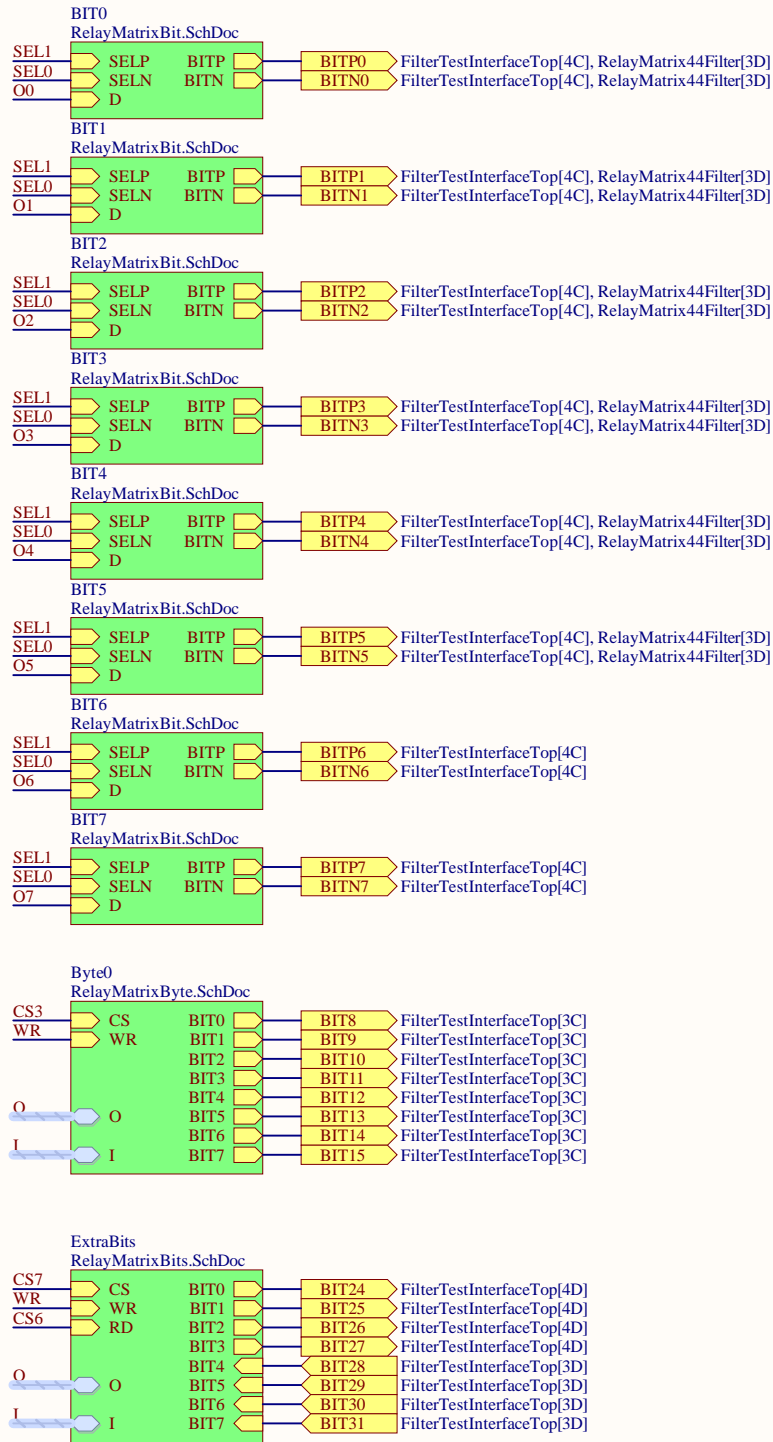 BIT0
RelayMatrixBit.SchDoc
SEL1 SELP BITP BITP0 FilterTestInterfaceTop[4C], RelayMatrix44Filter[3D]
SEL0 SELN BITN BITN0 FilterTestInterfaceTop[4C], RelayMatrix44Filter[3D]
O0 D
BIT1
RelayMatrixBit.SchDoc
SEL1 SELP BITP BITP1 FilterTestInterfaceTop[4C], RelayMatrix44Filter[3D]
SEL0 SELN BITN BITN1 FilterTestInterfaceTop[4C], RelayMatrix44Filter[3D]
O1 D
BIT2
RelayMatrixBit.SchDoc
SEL1 SELP BITP BITP2 FilterTestInterfaceTop[4C], RelayMatrix44Filter[3D]
SEL0 SELN BITN BITN2 FilterTestInterfaceTop[4C], RelayMatrix44Filter[3D]
O2 D
BIT3
RelayMatrixBit.SchDoc
SEL1 SELP BITP BITP3 FilterTestInterfaceTop[4C], RelayMatrix44Filter[3D]
SEL0 SELN BITN BITN3 FilterTestInterfaceTop[4C], RelayMatrix44Filter[3D]
O3 D
BIT4
RelayMatrixBit.SchDoc
SEL1 SELP BITP BITP4 FilterTestInterfaceTop[4C], RelayMatrix44Filter[3D]
SEL0 SELN BITN BITN4 FilterTestInterfaceTop[4C], RelayMatrix44Filter[3D]
O4 D
BIT5
RelayMatrixBit.SchDoc
SEL1 SELP BITP BITP5 FilterTestInterfaceTop[4C], RelayMatrix44Filter[3D]
SEL0 SELN BITN BITN5 FilterTestInterfaceTop[4C], RelayMatrix44Filter[3D]
O5 D
BIT6
RelayMatrixBit.SchDoc
SEL1 SELP BITP BITP6 FilterTestInterfaceTop[4C]
SEL0 SELN BITN BITN6 FilterTestInterfaceTop[4C]
O6 D
BIT7
RelayMatrixBit.SchDoc
SEL1 SELP BITP BITP7 FilterTestInterfaceTop[4C]
SEL0 SELN BITN BITN7 FilterTestInterfaceTop[4C]
O7 D
Byte0
RelayMatrixByte.SchDoc
CS3 CS BIT0 BIT8 FilterTestInterfaceTop[3C]
WR WR BIT1 BIT9 FilterTestInterfaceTop[3C]
BIT2 BIT10 FilterTestInterfaceTop[3C]
BIT3 BIT11 FilterTestInterfaceTop[3C]
BIT4 BIT12 FilterTestInterfaceTop[3C]
O O BIT5 BIT13 FilterTestInterfaceTop[3C]
BIT6 BIT14 FilterTestInterfaceTop[3C]
I I BIT7 BIT15 FilterTestInterfaceTop[3C]
ExtraBits
RelayMatrixBits.SchDoc
CS7 CS BIT0 BIT24 FilterTestInterfaceTop[4D]
WR WR BIT1 BIT25 FilterTestInterfaceTop[4D]
CS6 RD BIT2 BIT26 FilterTestInterfaceTop[4D]
BIT3 BIT27 FilterTestInterfaceTop[4D]
BIT4 BIT28 FilterTestInterfaceTop[3D]
O O BIT5 BIT29 FilterTestInterfaceTop[3D]
BIT6 BIT30 FilterTestInterfaceTop[3D]
I I BIT7 BIT31 FilterTestInterfaceTop[3D]